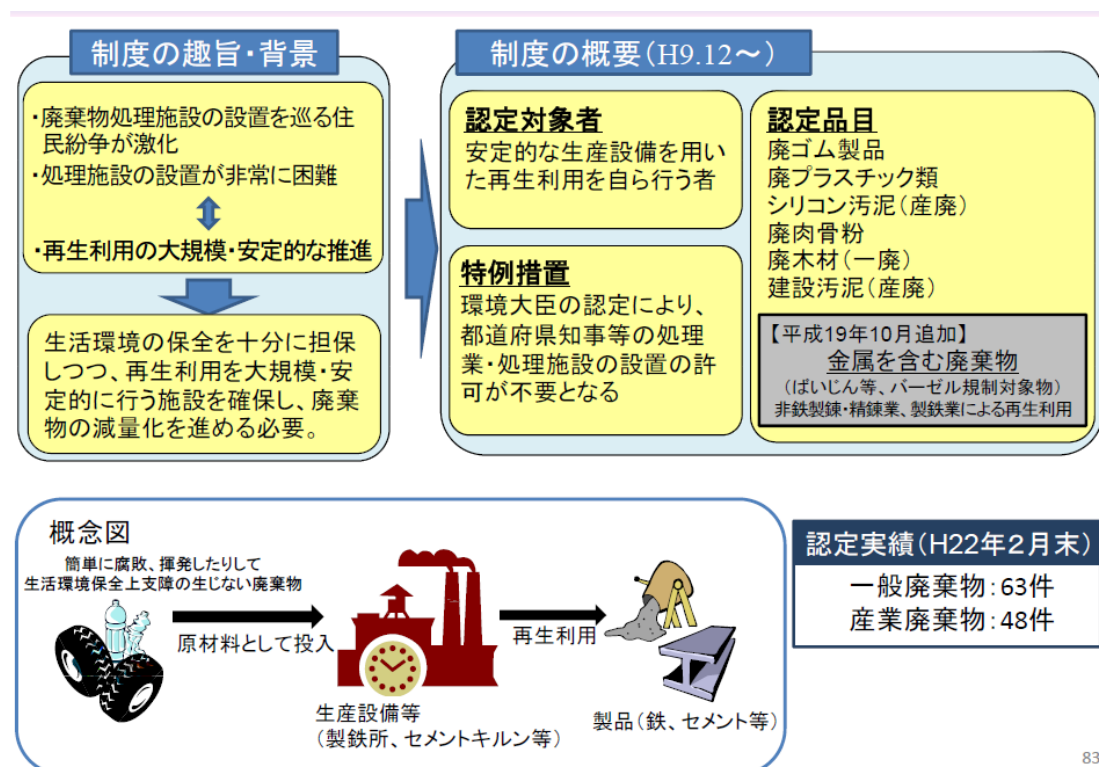 制度の趣旨・背景
・廃棄物処理施設の設置を巡る住
民紛争が激化
・処理施設の設置が非常に困難
・再生利用の大規模・安定的な推進
生活環境の保全を十分に担保
しつつ、再生利用を大規模・安
定的に行う施設を確保し、廃棄
物の減量化を進める必要。
制度の概要(H9.12~)
認定対象者
安定的な生産設備を用い
た再生利用を自ら行う者
特例措置
環境大臣の認定により、
都道府県知事等の処理
業・処理施設の設置の許
可が不要となる
認定品目
廃ゴム製品
廃プラスチック類
シリコン汚泥(産廃)
廃肉骨粉
廃木材(一廃)
建設汚泥(産廃)
【平成19年10月追加】
金属を含む廃棄物
(ばいじん等、バーゼル規制対象物)
非鉄製錬・精錬業、製鉄業による再生利用
概念図
簡単に腐敗、揮発したりして
生活環境保全上支障の生じない廃棄物
原材料として投入
生産設備等
(製鉄所、セメントキルン等)
再生利用
製品(鉄、セメント等)
認定実績(H22年2月末)
一般廃棄物:63件
産業廃棄物:48件
83